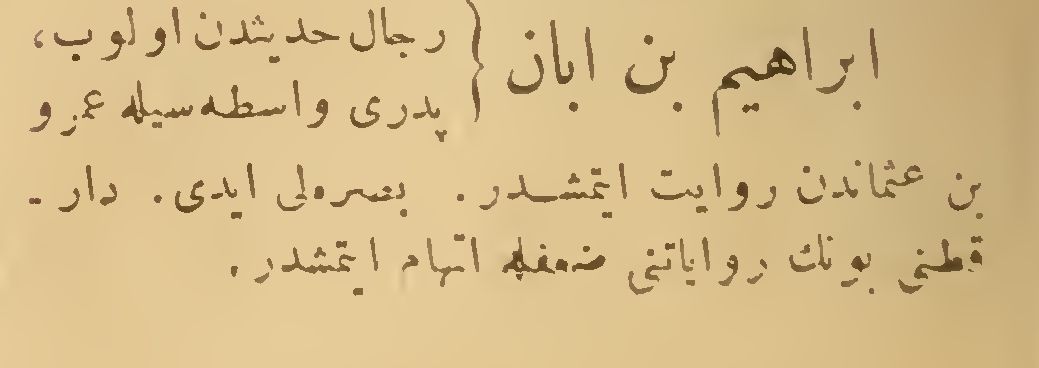 ابراهیم بن ابان { رجال حدیثدن اولوب،
پدری واسطه‌سیله عمرو
بن عثماندن روایت ایتمشدر. بصره‌لی ایدی. دار ـ
قطنی بونك روایاتنی ضعفله اتهام ایتمشدر.